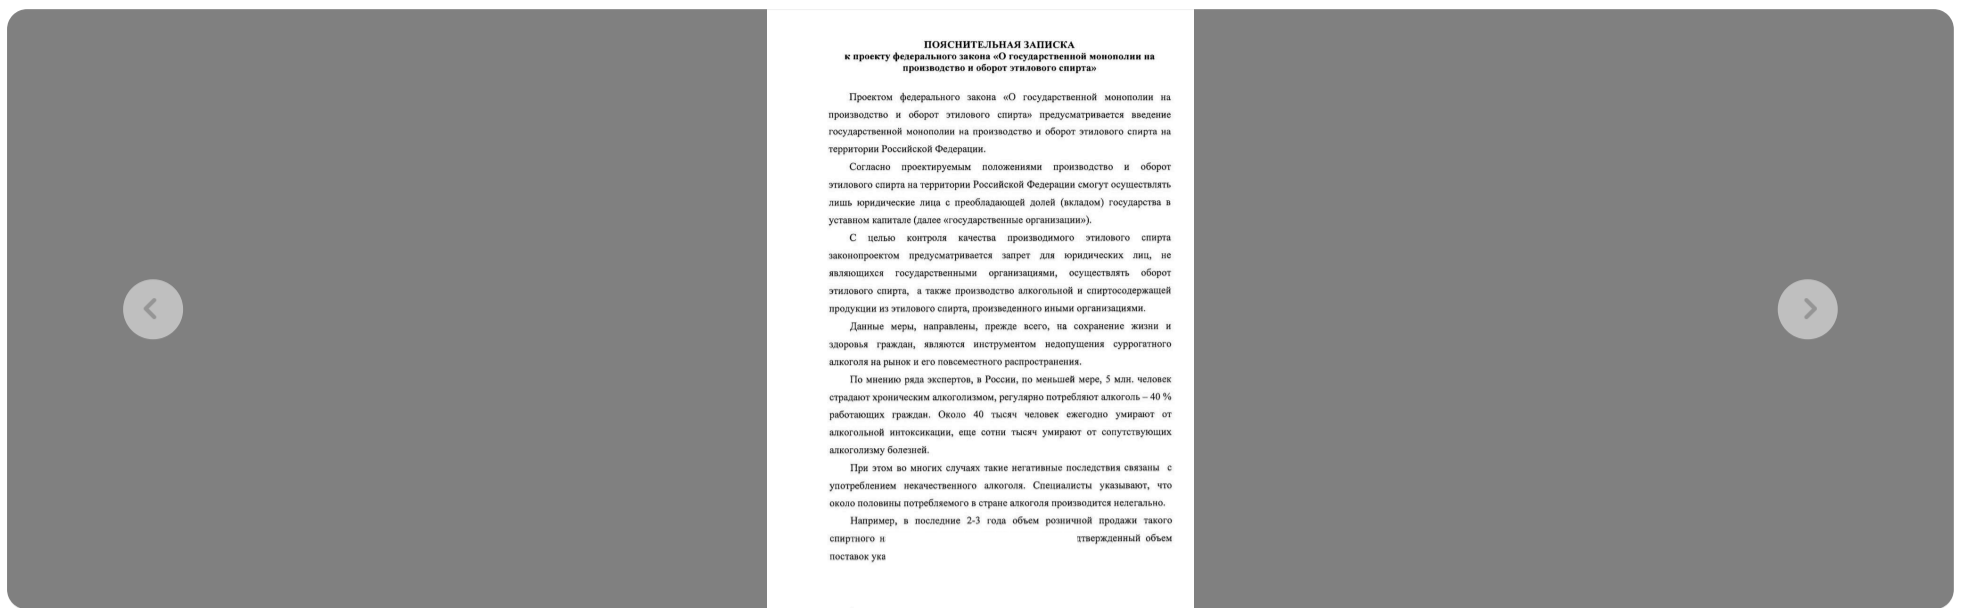 ПОЯСНИТЕЛЬНАЯ ЗАПИСКА
к проекту федерального закона «О государственной монополии на
производство и оборот этилового спирта»
Проектом федерального закона «О государственной монополии на
производство и оборот этилового спирта» предусматривается введение
государственной монополии на производство и оборот этилового спирта на
территории Российской Федерации.
Согласно проектируемым положениями производство и оборот
этилового спирта на территории Российской Федерации смогут осуществлять
лишь юридические лица с преобладающей долей (вкладом) государства в
уставном капитале (далее «государственные организации»).
С целью контроля качества производимого этилового спирта
законопроектом предусматривается запрет для юридических лиц, не
являющихся государственными организациями, осуществлять оборот
этилового спирта, а также производство алкогольной и спиртосодержащей
продукции из этилового спирта, произведенного иными организациями.
Данные меры, направлены, прежде всего, на сохранение жизни и
здоровья граждан, являются инструментом недопущения суррогатного
алкоголя на рынок и его повсеместного распространения.
По мнению ряда экспертов, в России, по меньшей мере, 5 млн. человек
страдают хроническим алкоголизмом, регулярно потребляют алкоголь – 40 %
работающих граждан. Около 40 тысяч человек ежегодно умирают от
алкогольной интоксикации, еще сотни тысяч умирают от сопутствующих
алкоголизму болезней.
При этом во многих случаях такие негативные последствия связаны с
употреблением некачественного алкоголя. Специалисты указывают, что
около половины потребляемого в стране алкоголя производится нелегально.
Например, в последние 2-3 года объем розничной продажи такого
спиртного н твержденный объем
поставок ука